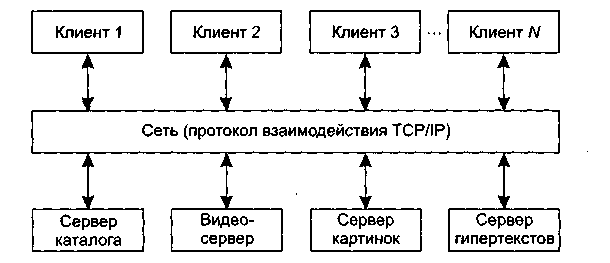 Клиент 1 Клиент 2 Клиент 3 ... Клиент N
Сеть (протокол взаимодействия TCP/IP)
Сервер Видео- Сервер Сервер
каталога сервер картинок гипертекстов